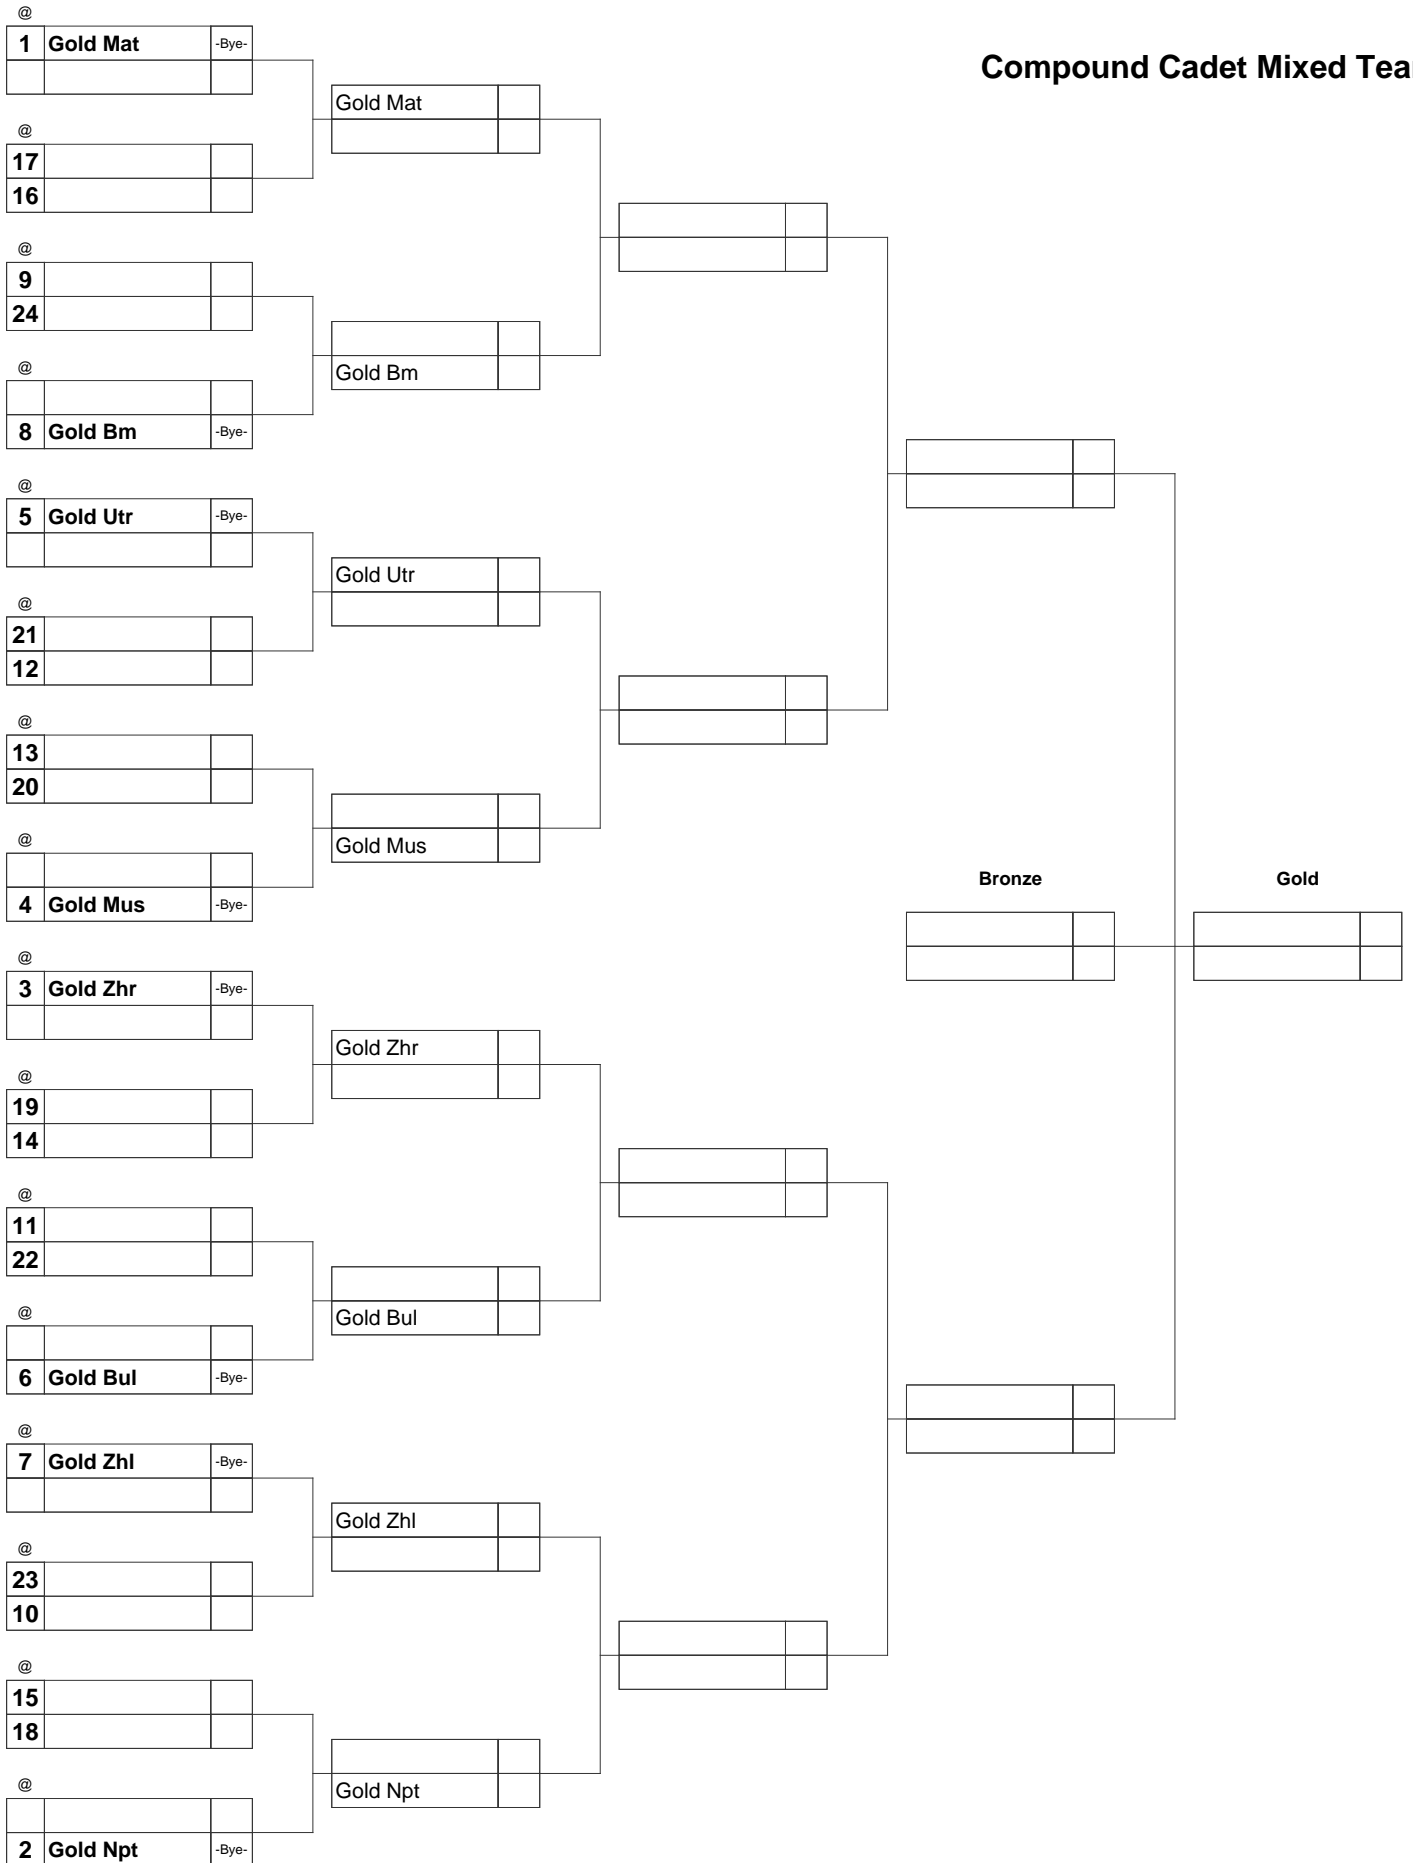 @
1 Gold Mat -Bye-
Compound Cadet Mixed Tea
Gold Mat
@
17
16
@
9
24
Gold Bm
@
8 Gold Bm -Bye-
@
5 Gold Utr -Bye-
Gold Utr
@
21
12
@
13
20
Gold Mus
@
4 Gold Mus -Bye-
Bronze Gold
@
3 Gold Zhr -Bye-
Gold Zhr
@
19
14
@
11
22
Gold Bul
@
6 Gold Bul -Bye-
@
7 Gold Zhl -Bye-
Gold Zhl
@
23
10
@
15
18
Gold Npt
@
2 Gold Npt -Bye-